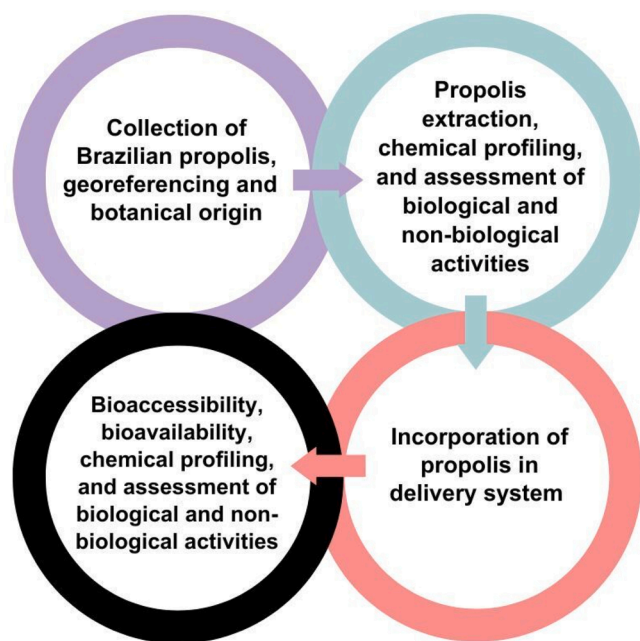 Collection of
Brazilian propolis,
georeferencing and
botanical origin
Propolis
extraction,
chemical profiling,
and assessment of
biological and
non-biological
activities
Bioaccessibility,
bioavailability,
chemical profiling,
and assessment of
biological and non-
biological activities
Incorporation of
propolis in
delivery system